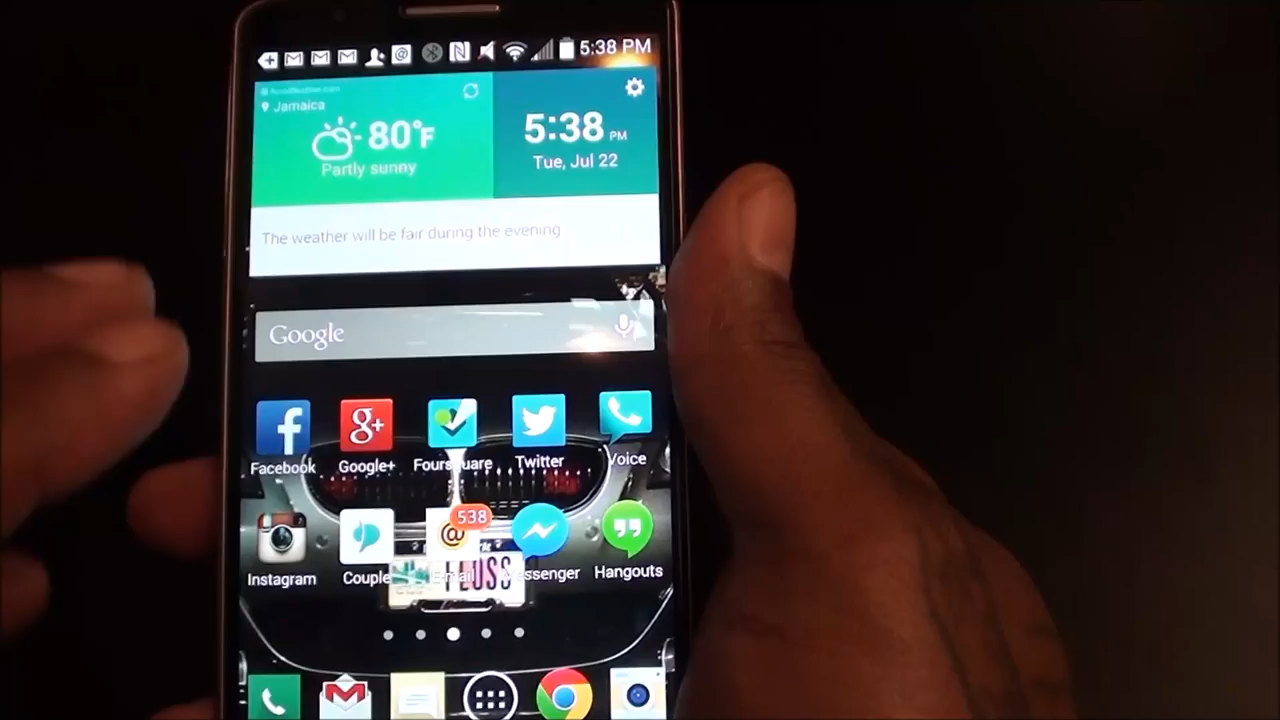 5:38 PM
Jamaica
80°F
Partly sunny
5:38 PM
Tue, Jul 22
The weather will be fair during the evening
Google
Facebook
Google+
Foursquare
Twitter
Voice
538
Instagram
Couple
Email
Messenger
Hangouts
FLUSS